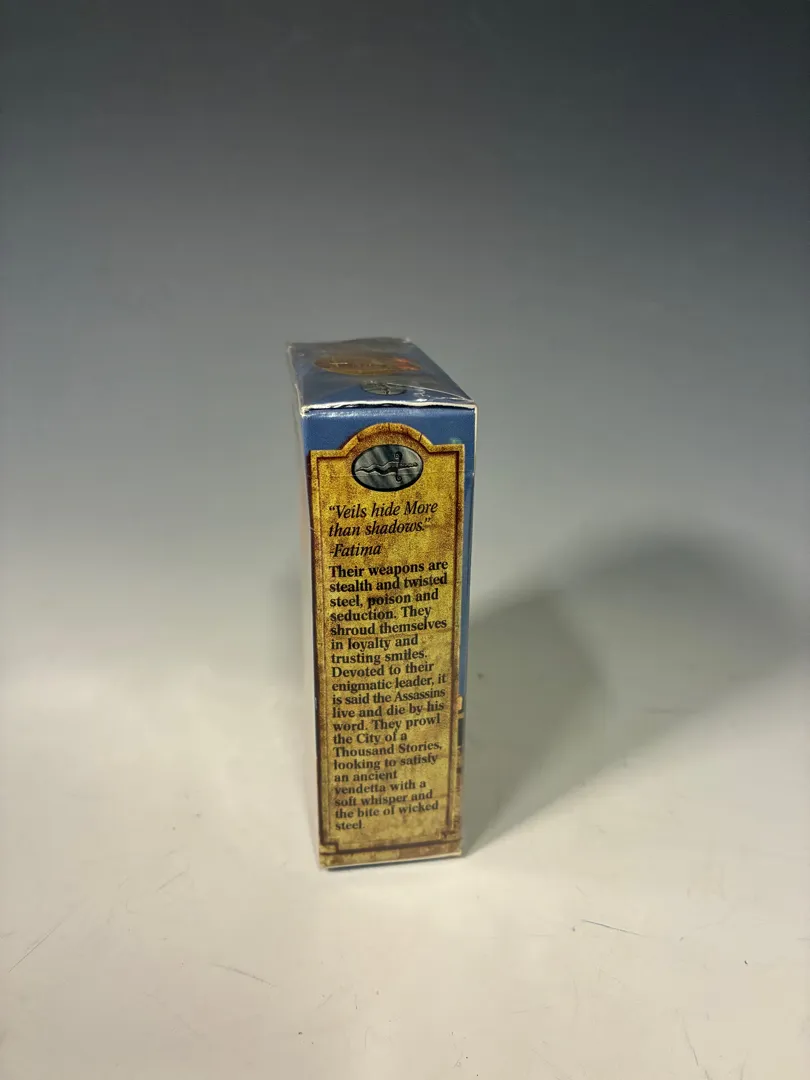 “Veils hide More
than shadows.”
-Fatima
Their weapons are
stealth and twisted
steel, poison and
seduction. They
shroud themselves
in loyalty and
trusting smiles.
Devoted to their
enigmatic leader, it
is said the Assassins
live and die by his
word. They prowl
the City of a
Thousand Stories,
looking to satisfy
an ancient
vendetta with a
soft whisper and
the bite of wicked
steel.